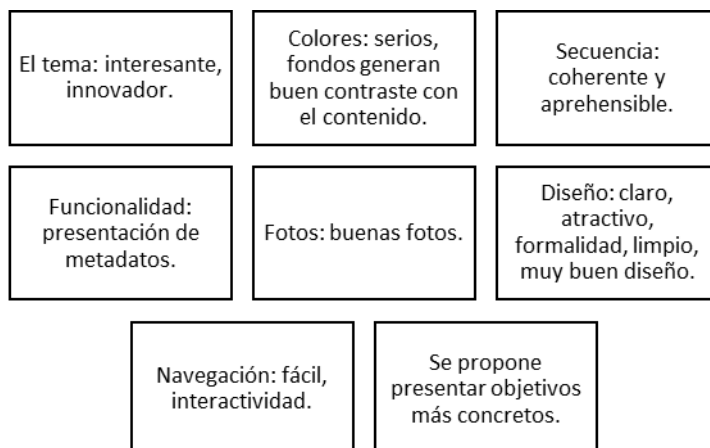 El tema: interesante,
innovador.
Colores: serios,
fondos generan
buen contraste con
el contenido.
Secuencia:
coherente y
aprehensible.
Funcionalidad:
presentación de
metadatos.
Fotos: buenas fotos.
Diseño: claro,
atractivo,
formalidad, limpio,
muy buen diseño.
Navegación: fácil,
interactividad.
Se propone
presentar objetivos
más concretos.